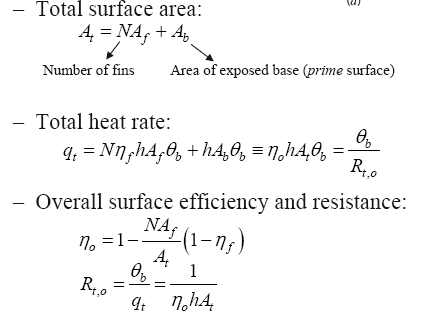 (a)
– Total surface area:
A_t = NA_f + A_b
Number of fins    Area of exposed base (prime surface)
– Total heat rate:
q_t = Nη_f hA_f θ_b + hA_b θ_b ≡ η_o hA_t θ_b = θ_b / R_{t,o}
– Overall surface efficiency and resistance:
η_o = 1 − (NA_f / A_t)(1 − η_f)
R_{t,o} = θ_b / q_t = 1 / (η_o hA_t)